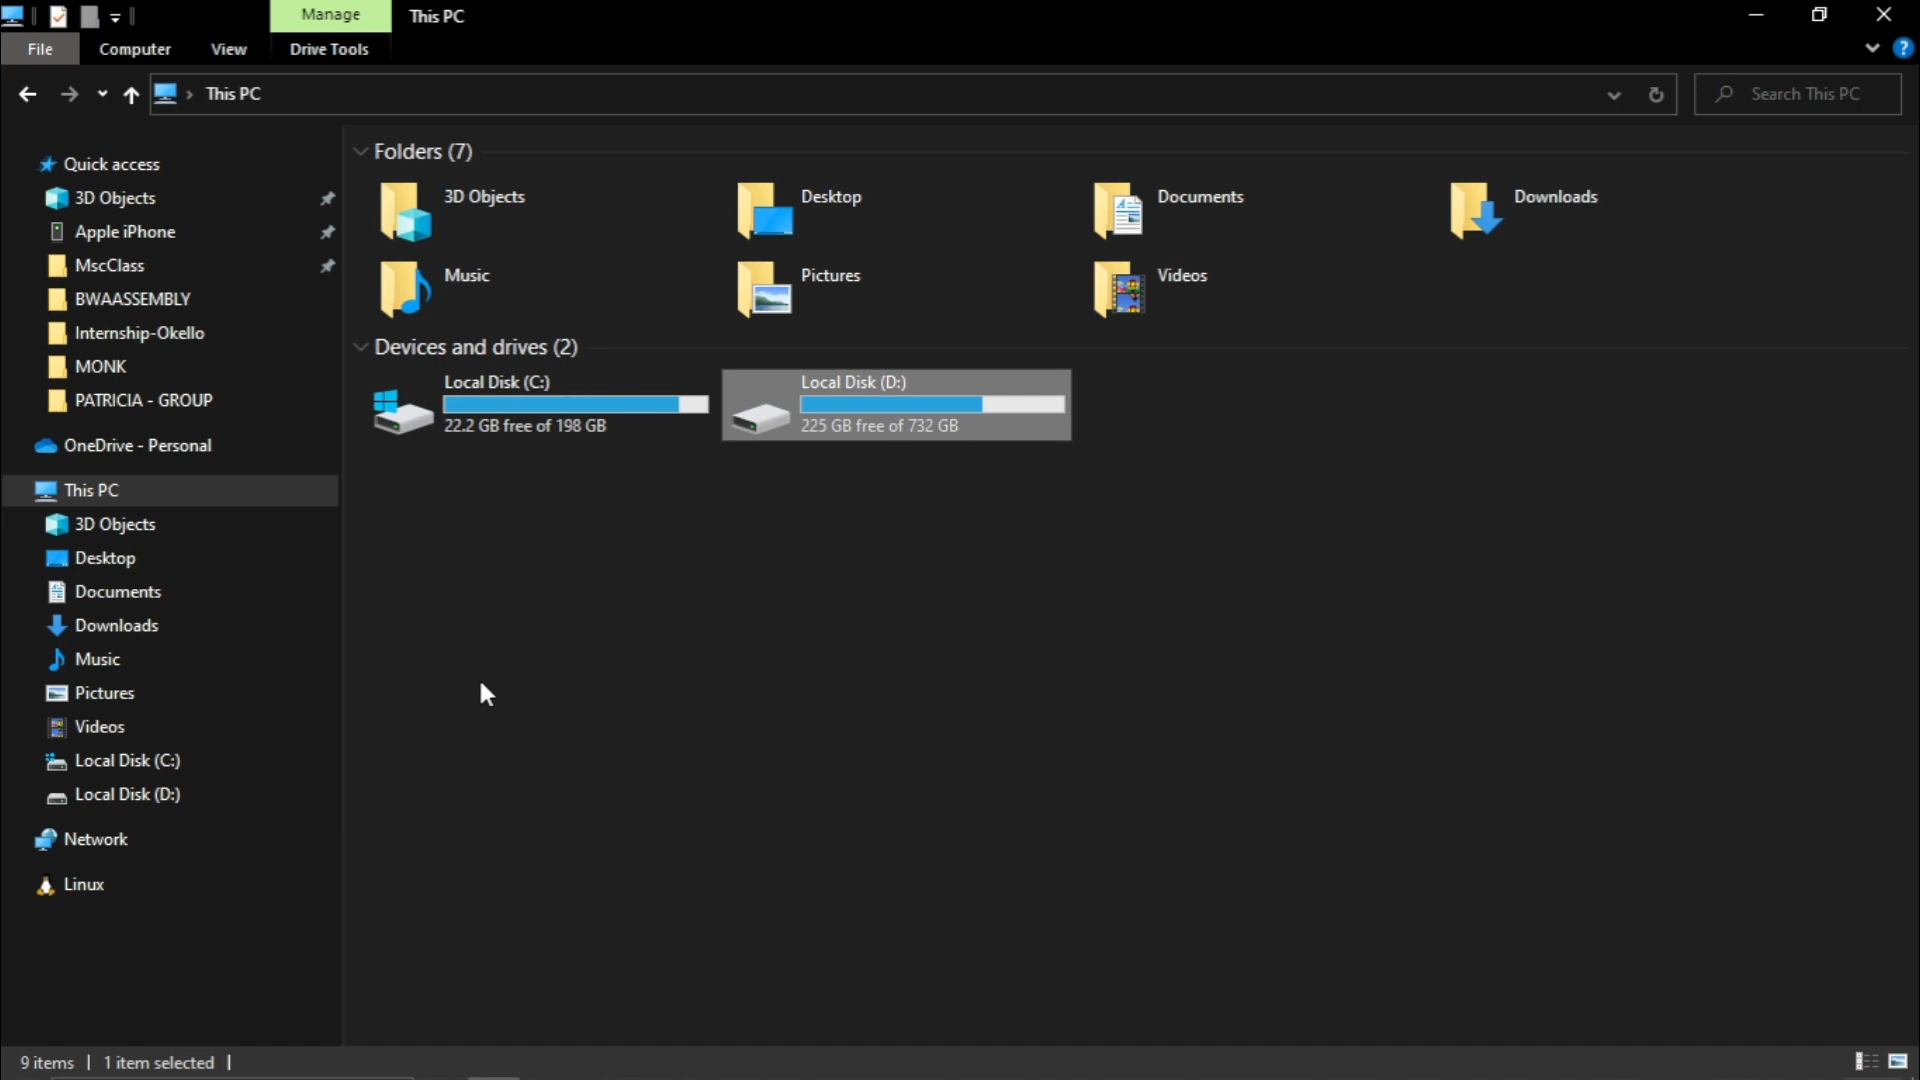 Manage
This PC
File
Computer
View
Drive Tools
?
This PC
Search This PC
Quick access
3D Objects
Apple iPhone
MscClass
BWAASSEMBLY
Internship-Okello
MONK
PATRICIA - GROUP
OneDrive - Personal
This PC
3D Objects
Desktop
Documents
Downloads
Music
Pictures
Videos
Local Disk (C:)
Local Disk (D:)
Network
Linux
Folders (7)
3D Objects
Desktop
Documents
Downloads
Music
Pictures
Videos
Devices and drives (2)
Local Disk (C:)
22.2 GB free of 198 GB
Local Disk (D:)
225 GB free of 732 GB
9 items
1 item selected